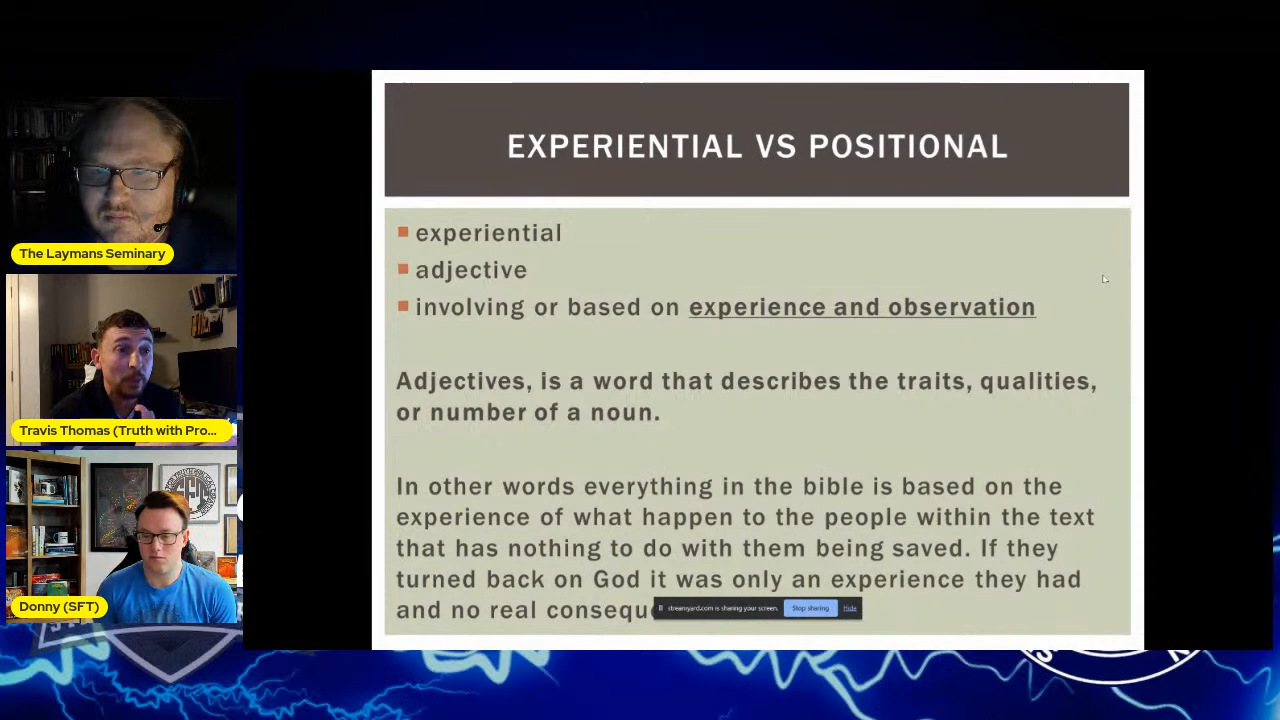 EXPERIENTIAL VS POSITIONAL
experiential
adjective
involving or based on experience and observation
Adjectives, is a word that describes the traits, qualities,
or number of a noun.
In other words everything in the bible is based on the
experience of what happen to the people within the text
that has nothing to do with them being saved. If they
turned back on God it was only an experience they had
and no real consequ
streamyard.com is sharing your screen. Stop sharing Hide
The Laymans Seminary
Travis Thomas (Truth with Pro...
Donny (SFT)